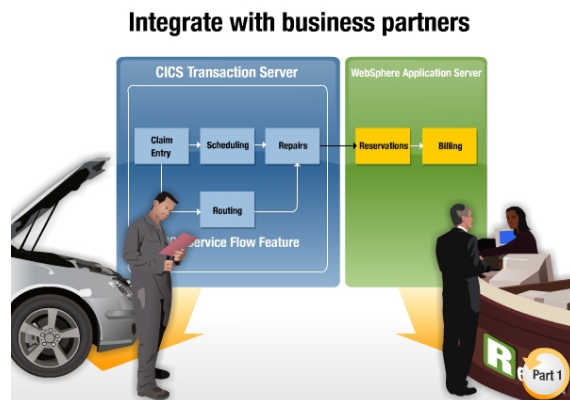 Integrate with business partners
CICS Transaction Server
WebSphere Application Server
Claim
Entry
Scheduling
Repairs
Reservations
Billing
Routing
Service Flow Feature
R
Part 1